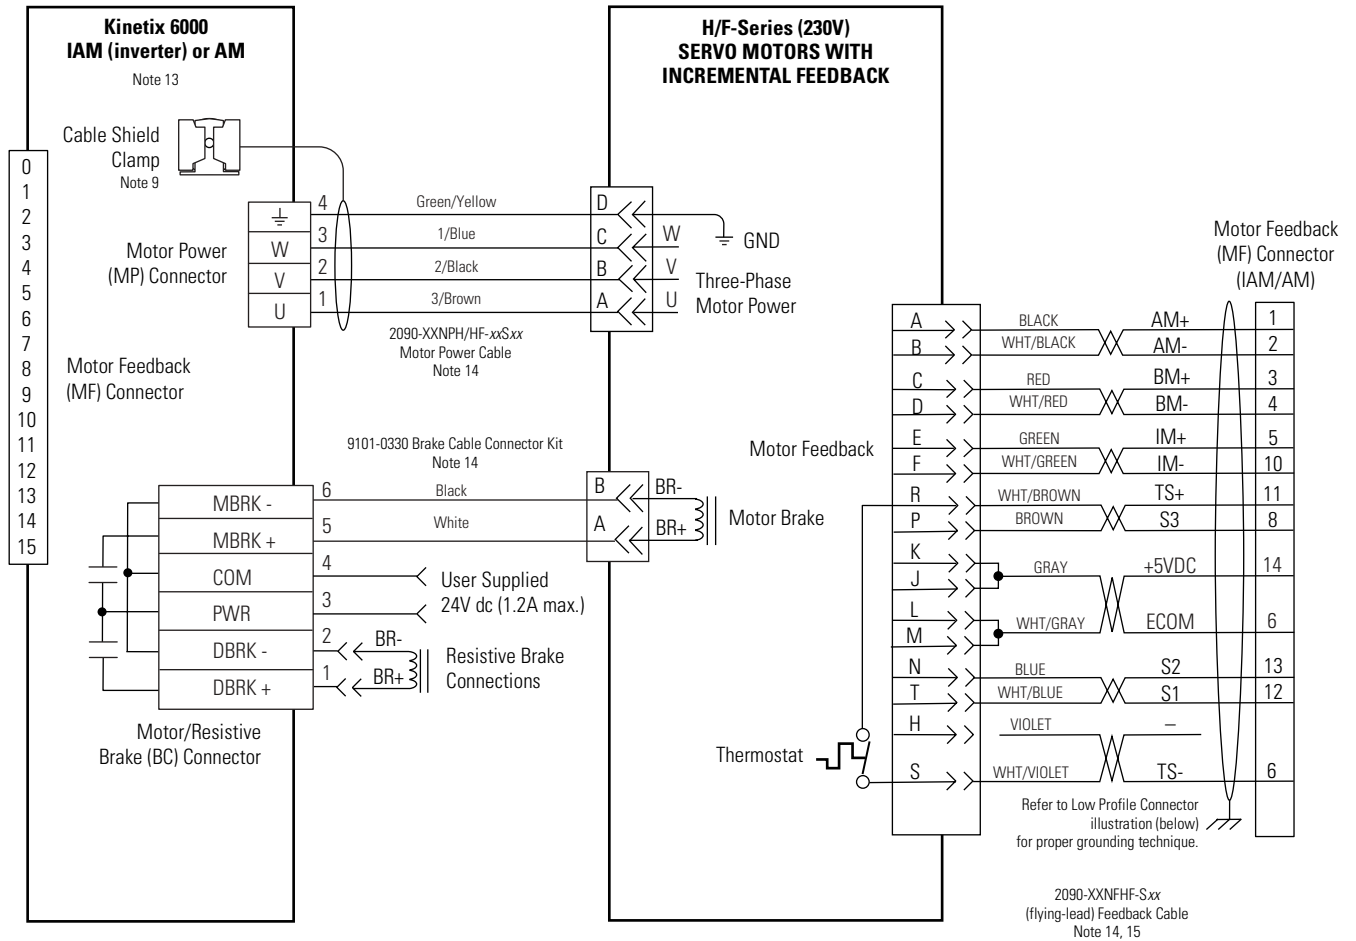 Kinetix 6000
IAM (inverter) or AM
Note 13
Cable Shield
Clamp
Note 9
0
1
2
3
4
5
6
7
8
9
10
11
12
13
14
15
Motor Power
(MP) Connector
W
V
U
4
3
2
1
Green/Yellow
1/Blue
2/Black
3/Brown
2090-XXNPH/HF-xxSxx
Motor Power Cable
Note 14
Motor Feedback
(MF) Connector
9101-0330 Brake Cable Connector Kit
Note 14
MBRK -
MBRK +
COM
PWR
DBRK -
DBRK +
6
5
4
3
2
1
Black
White
User Supplied
24V dc (1.2A max.)
BR-
BR+
Resistive Brake
Connections
Motor/Resistive
Brake (BC) Connector
H/F-Series (230V)
SERVO MOTORS WITH
INCREMENTAL FEEDBACK
D
C
B
A
W
V
U
GND
Three-Phase
Motor Power
B
A
BR-
BR+
Motor Brake
Motor Feedback
Thermostat
A
B
C
D
E
F
R
P
K
J
L
M
N
T
H
S
Motor Feedback
(MF) Connector
(IAM/AM)
BLACK AM+ 1
WHT/BLACK AM- 2
RED BM+ 3
WHT/RED BM- 4
GREEN IM+ 5
WHT/GREEN IM- 10
WHT/BROWN TS+ 11
BROWN S3 8
GRAY +5VDC 14
WHT/GRAY ECOM 6
BLUE S2 13
WHT/BLUE S1 12
VIOLET –
WHT/VIOLET TS- 6
Refer to Low Profile Connector
illustration (below)
for proper grounding technique.
2090-XXNFHF-Sxx
(flying-lead) Feedback Cable
Note 14, 15